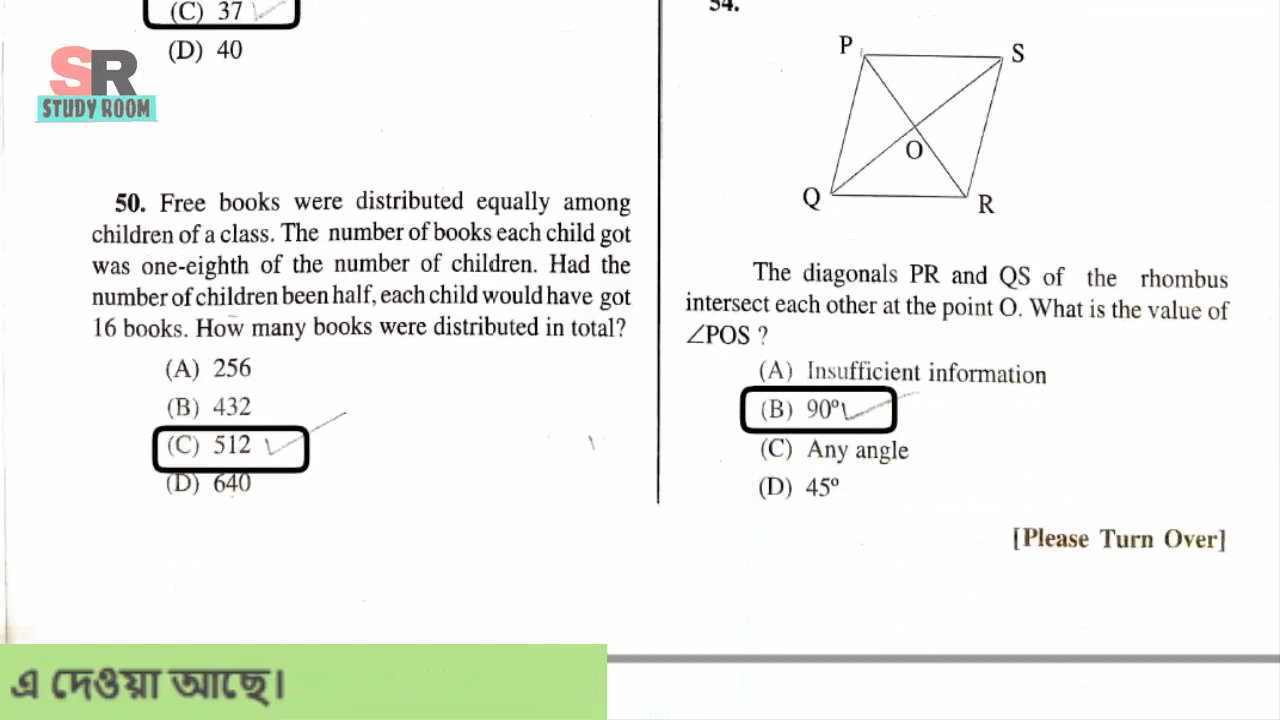 (C) 37
(D) 40
SR
STUDY ROOM
50. Free books were distributed equally among
children of a class. The number of books each child got
was one-eighth of the number of children. Had the
number of children been half, each child would have got
16 books. How many books were distributed in total?
(A) 256
(B) 432
(C) 512
(D) 640
54.
P
S
O
Q
R
The diagonals PR and QS of the rhombus
intersect each other at the point O. What is the value of
∠POS ?
(A) Insufficient information
(B) 90°
(C) Any angle
(D) 45°
[Please Turn Over]
এ দেওয়া আছে।